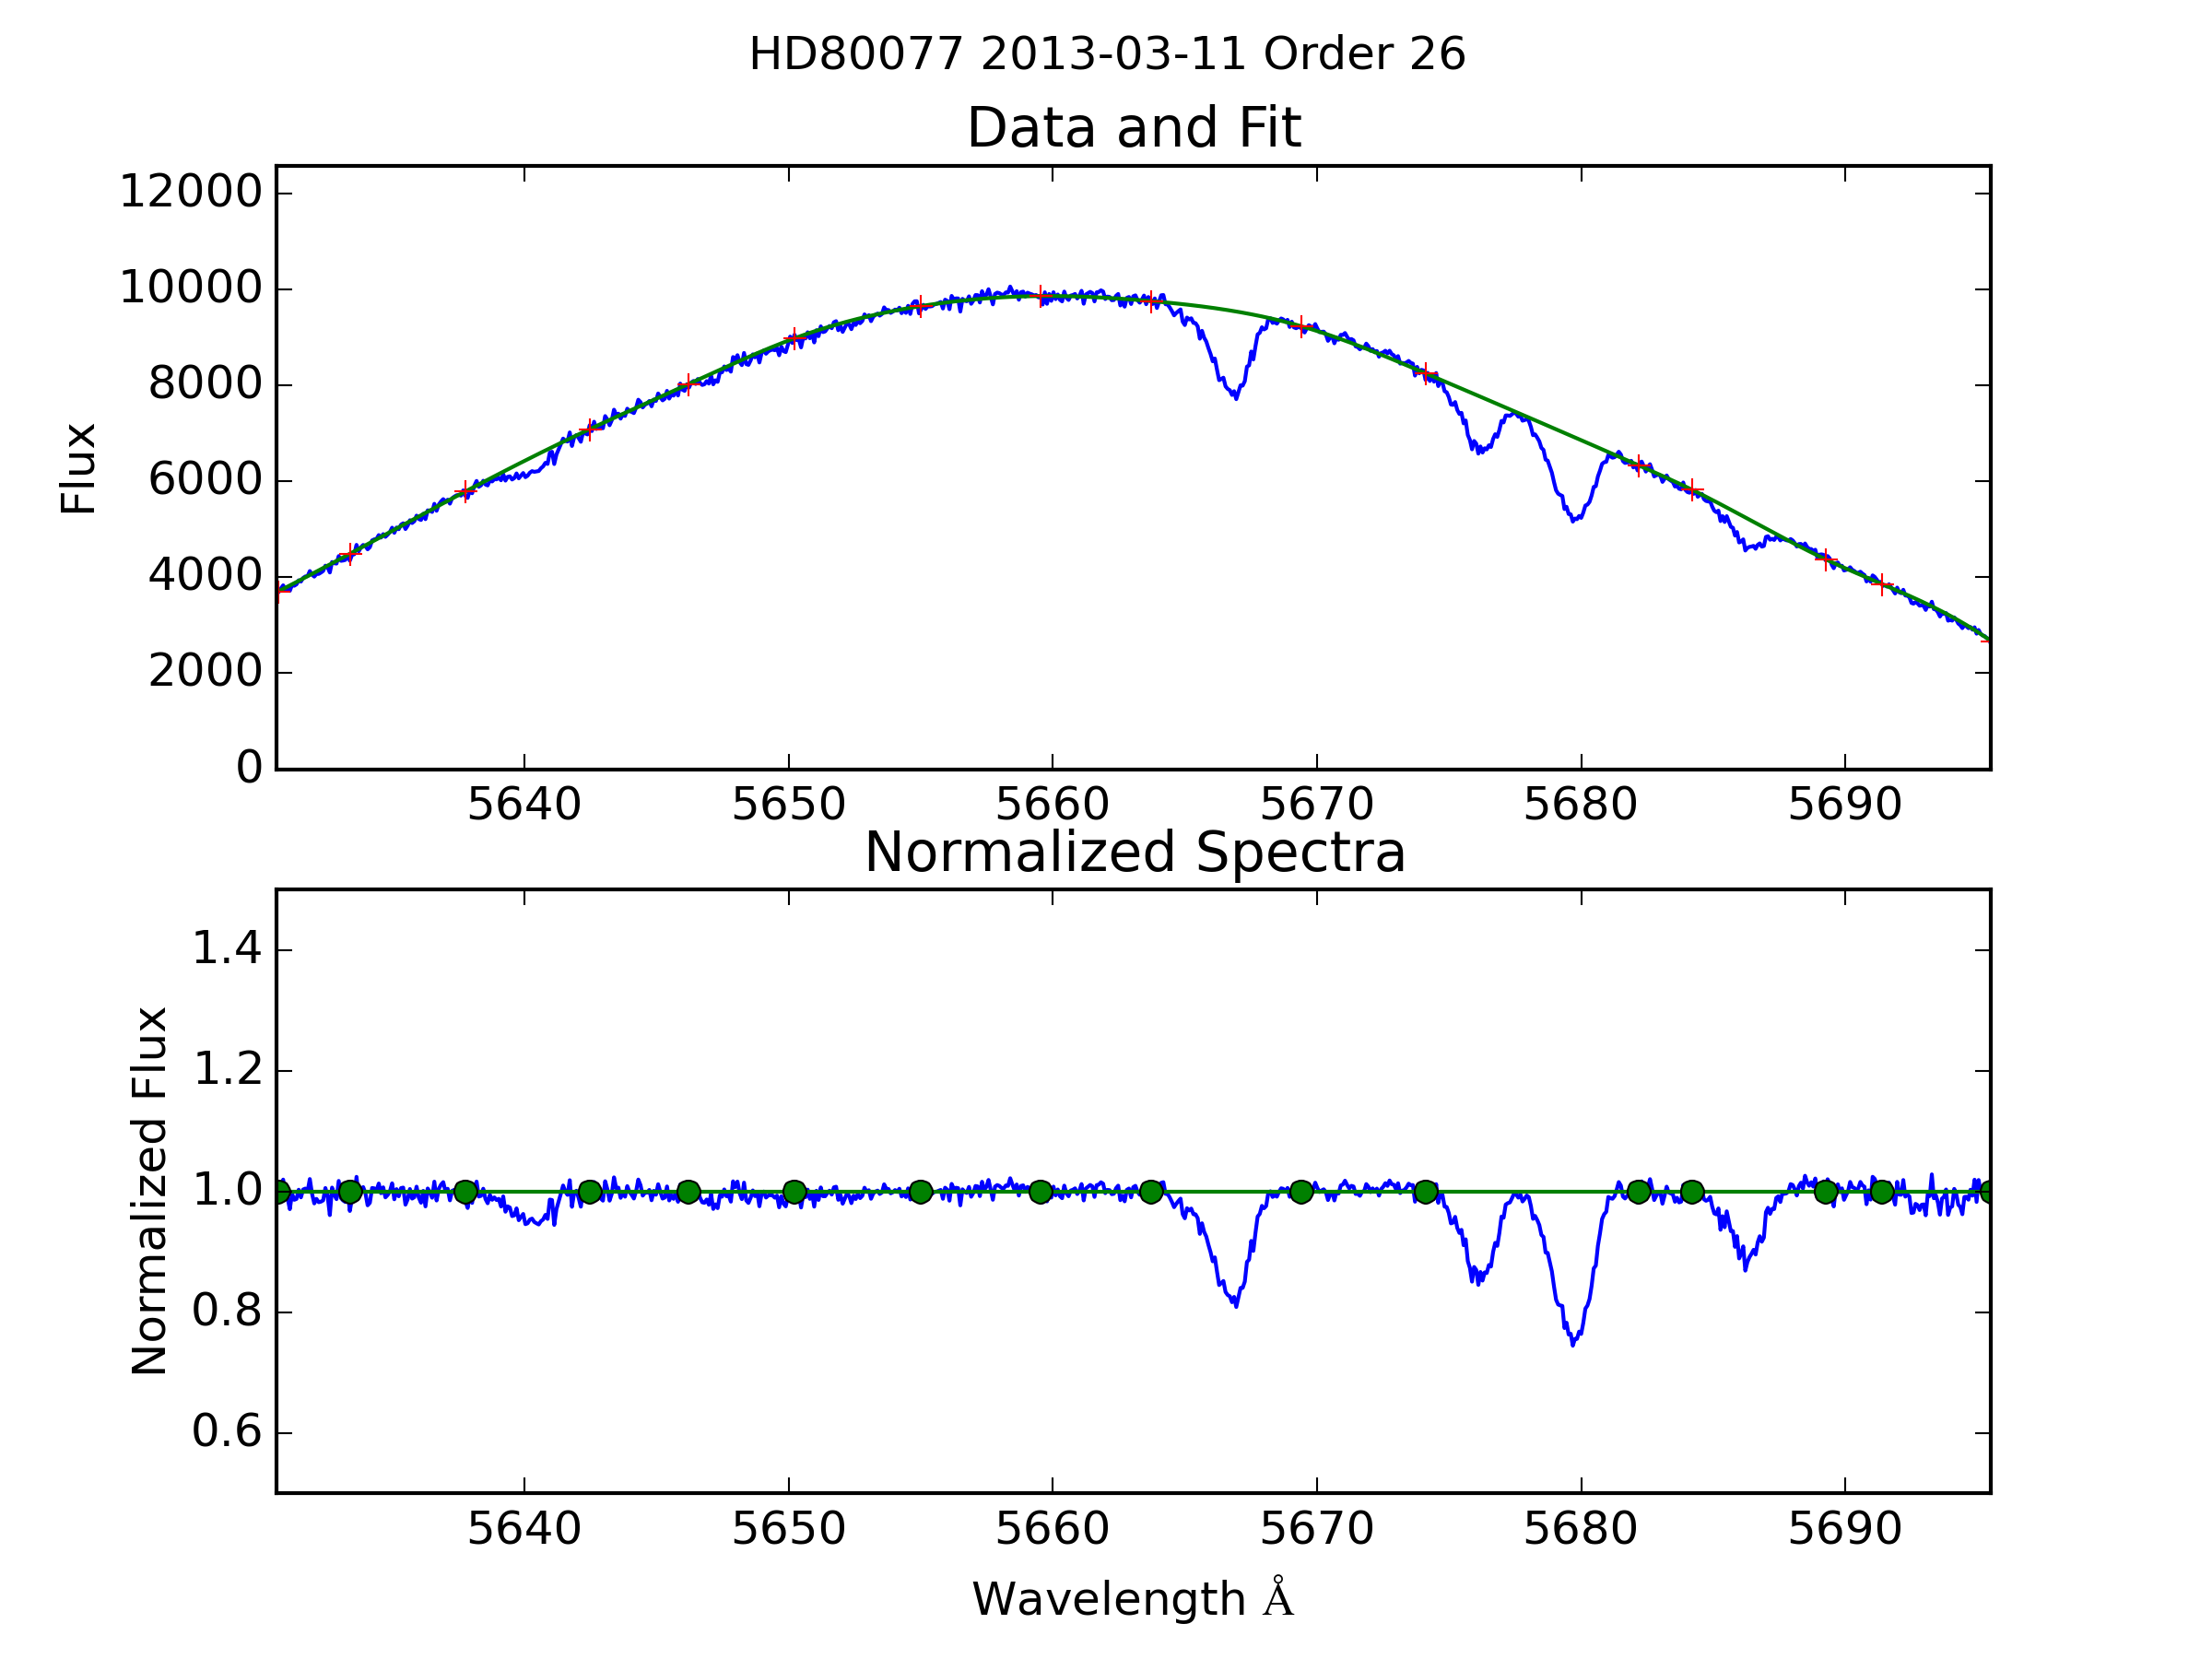 HD80077 2013-03-11 Order 26
Data and Fit
12000
10000
8000
6000
4000
2000
0
Flux
5640 5650 5660 5670 5680 5690
Normalized Spectra
1.4
1.2
1.0
0.8
0.6
Normalized Flux
5640 5650 5660 5670 5680 5690
Wavelength Å